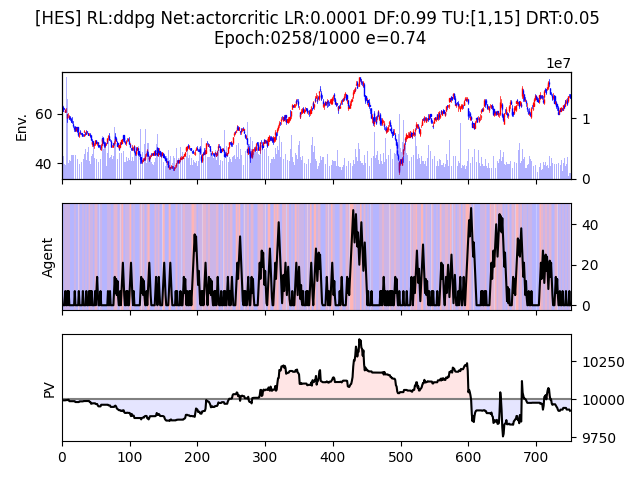 [HES] RL:ddpg Net:actorcritic LR:0.0001 DF:0.99 TU:[1,15] DRT:0.05
Epoch:0258/1000 e=0.74
1e7
Env.
60
40
1
0
Agent
40
20
0
PV
10250
10000
9750
0 100 200 300 400 500 600 700